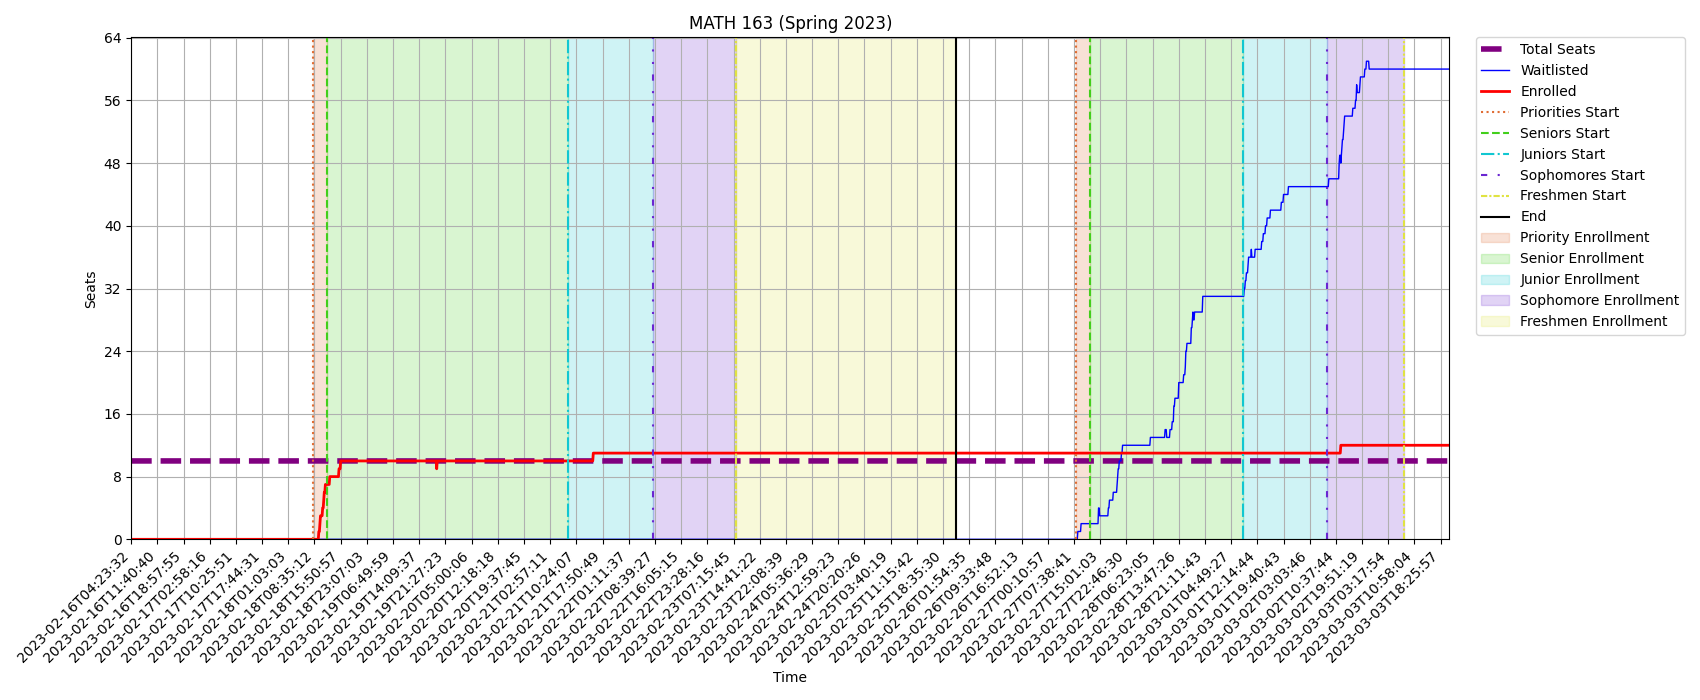 MATH 163 (Spring 2023)
64
56
48
40
32
24
16
8
0
Seats
2023-02-16T04:23:32
2023-02-16T11:40:40
2023-02-16T18:57:55
2023-02-17T02:58:16
2023-02-17T10:25:51
2023-02-17T17:44:31
2023-02-18T01:03:03
2023-02-18T08:35:12
2023-02-18T15:50:57
2023-02-18T23:07:03
2023-02-19T06:49:59
2023-02-19T14:09:37
2023-02-19T21:27:23
2023-02-20T05:00:06
2023-02-20T12:18:18
2023-02-20T19:37:45
2023-02-21T02:57:11
2023-02-21T10:24:07
2023-02-21T17:50:49
2023-02-22T01:11:37
2023-02-22T08:39:27
2023-02-22T16:05:15
2023-02-22T23:28:16
2023-02-23T07:15:45
2023-02-23T14:41:22
2023-02-23T22:08:39
2023-02-24T05:36:29
2023-02-24T12:59:23
2023-02-24T20:20:26
2023-02-25T03:40:19
2023-02-25T11:15:42
2023-02-25T18:35:30
2023-02-26T01:54:35
2023-02-26T09:33:48
2023-02-26T16:52:13
2023-02-27T00:10:57
2023-02-27T07:38:41
2023-02-27T15:01:03
2023-02-27T22:46:30
2023-02-28T06:23:05
2023-02-28T13:47:26
2023-02-28T21:11:43
2023-03-01T04:49:27
2023-03-01T12:14:44
2023-03-01T19:40:43
2023-03-02T03:03:46
2023-03-02T10:37:44
2023-03-02T19:51:19
2023-03-03T03:17:54
2023-03-03T10:58:04
2023-03-03T18:25:57
Time
Total Seats
Waitlisted
Enrolled
Priorities Start
Seniors Start
Juniors Start
Sophomores Start
Freshmen Start
End
Priority Enrollment
Senior Enrollment
Junior Enrollment
Sophomore Enrollment
Freshmen Enrollment